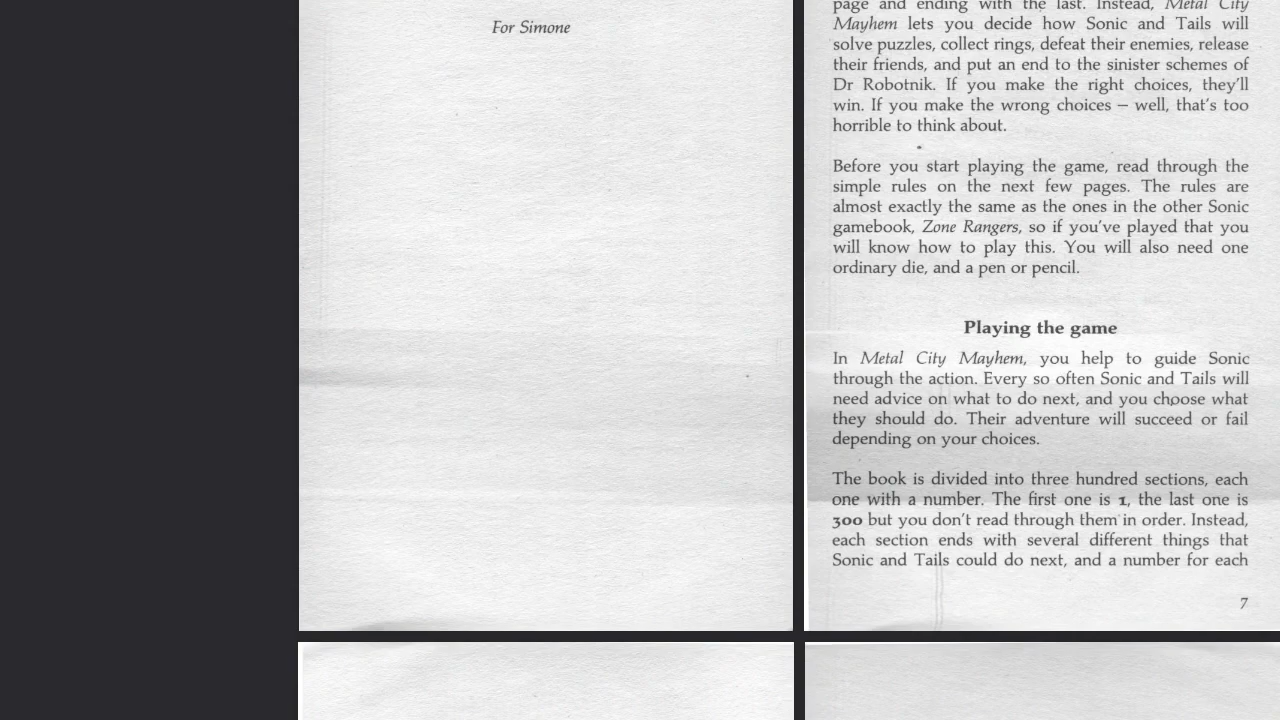 For Simone
page and ending with the last. Instead, Metal City
Mayhem lets you decide how Sonic and Tails will
solve puzzles, collect rings, defeat their enemies, release
their friends, and put an end to the sinister schemes of
Dr Robotnik. If you make the right choices, they'll
win. If you make the wrong choices – well, that's too
horrible to think about.
Before you start playing the game, read through the
simple rules on the next few pages. The rules are
almost exactly the same as the ones in the other Sonic
gamebook, Zone Rangers, so if you've played that you
will know how to play this. You will also need one
ordinary die, and a pen or pencil.
Playing the game
In Metal City Mayhem, you help to guide Sonic
through the action. Every so often Sonic and Tails will
need advice on what to do next, and you choose what
they should do. Their adventure will succeed or fail
depending on your choices.
The book is divided into three hundred sections, each
one with a number. The first one is 1, the last one is
300 but you don't read through them in order. Instead,
each section ends with several different things that
Sonic and Tails could do next, and a number for each
7